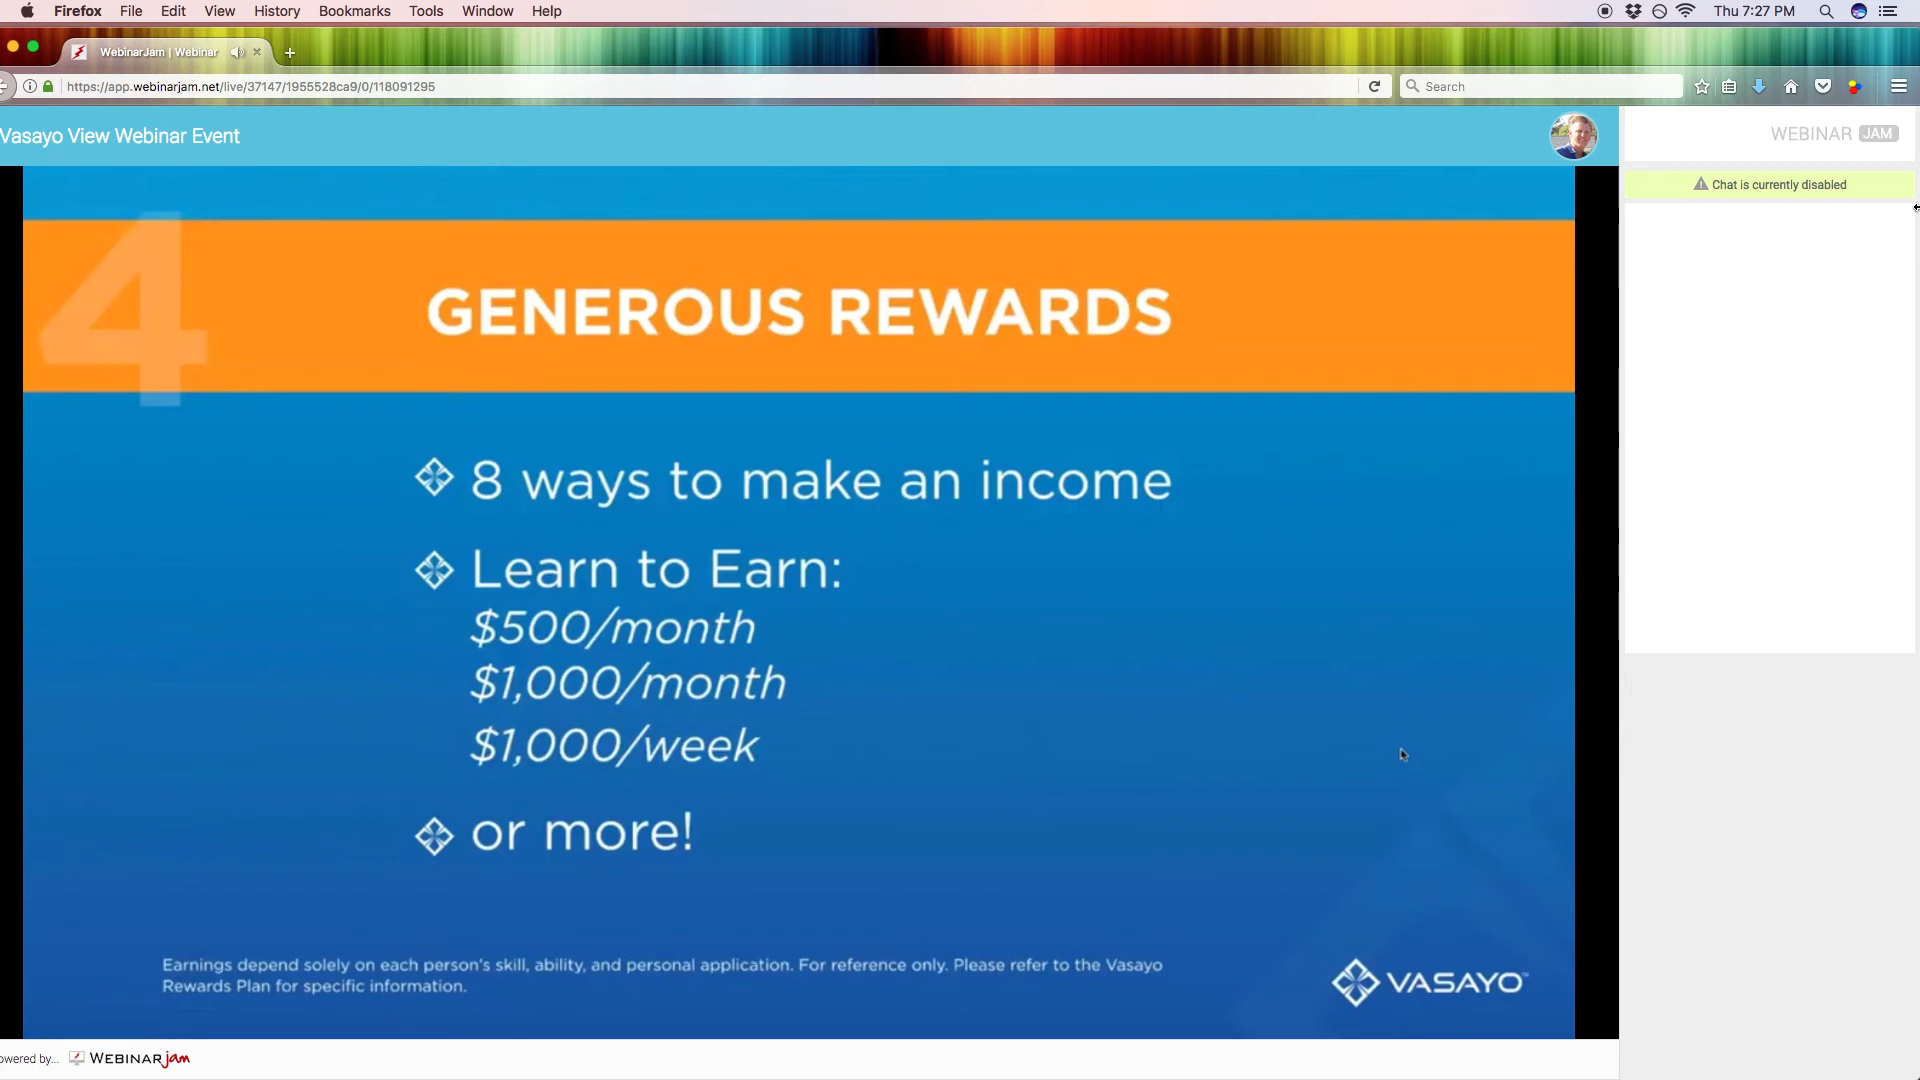 Firefox File Edit View History Bookmarks Tools Window Help
Thu 7:27 PM
WebinarJam | Webinar
https://app.webinarjam.net/live/37147/1955528ca9/0/118091295
Search
Vasayo View Webinar Event
WEBINAR JAM
Chat is currently disabled
4
GENEROUS REWARDS
8 ways to make an income
Learn to Earn:
$500/month
$1,000/month
$1,000/week
or more!
Earnings depend solely on each person's skill, ability, and personal application. For reference only. Please refer to the Vasayo
Rewards Plan for specific information.
VASAYO™
owered by... WEBINARjam